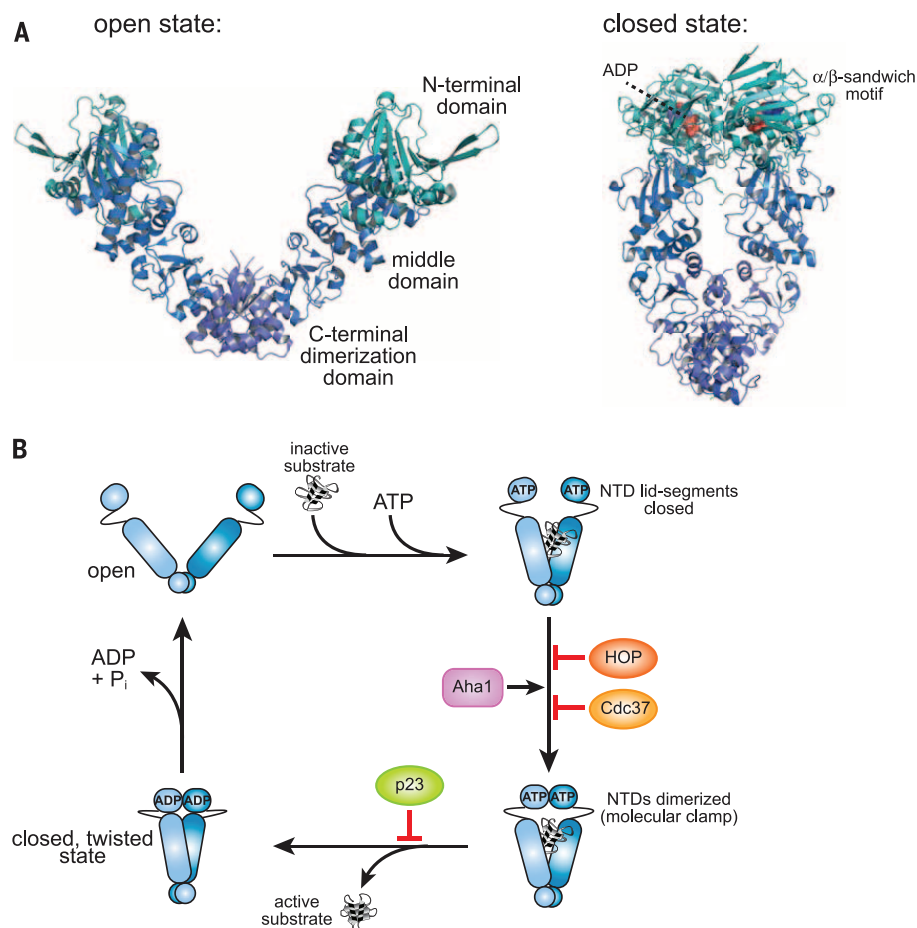 A
open state:
closed state:
N-terminal
domain
ADP
α/β-sandwich
motif
middle
domain
C-terminal
dimerization
domain
B
inactive
substrate
ATP
ATP
ATP
NTD lid-segments
closed
open
ADP
+ Pi
HOP
Aha1
Cdc37
p23
ADP
ADP
ATP
ATP
NTDs dimerized
(molecular clamp)
closed, twisted
state
active
substrate